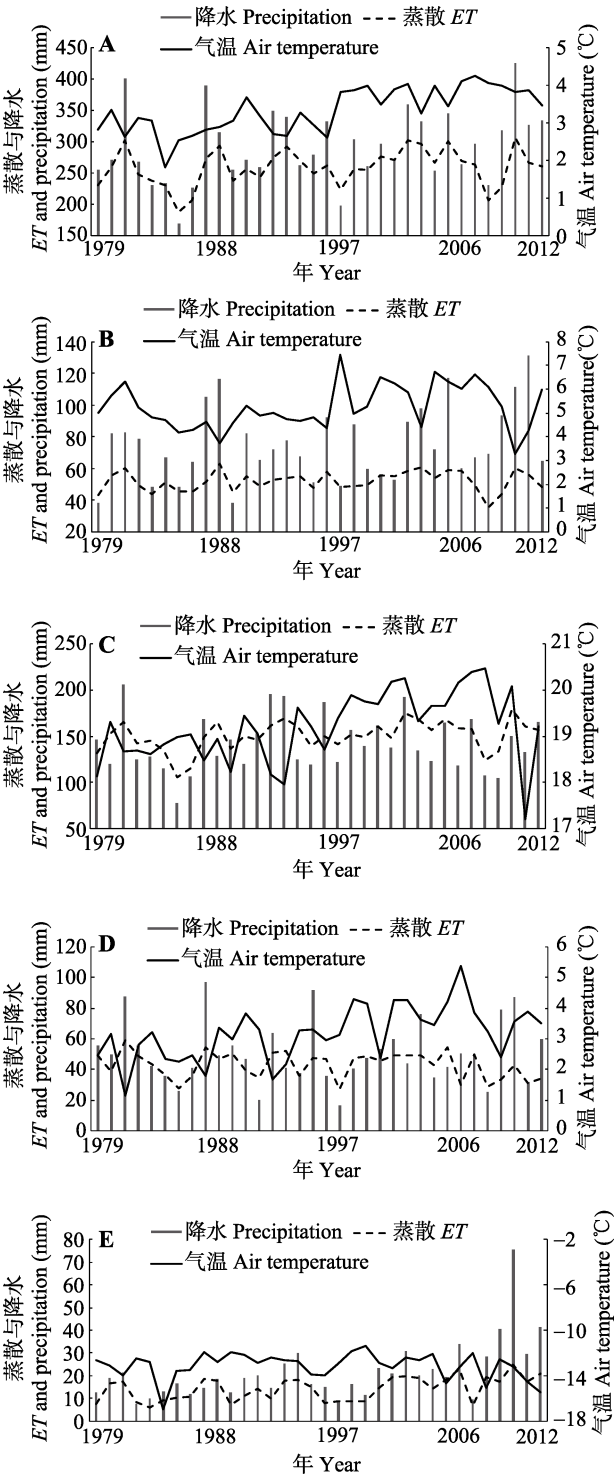 降水 Precipitation 蒸散 ET
A 气温 Air temperature
蒸散与降水
ET and precipitation (mm)
450
400
350
300
250
200
150
气温 Air temperature (℃)
5
4
3
2
1
0
1979 1988 1997 2006 2012
年 Year
降水 Precipitation 蒸散 ET
B 气温 Air temperature
蒸散与降水
ET and precipitation (mm)
140
120
100
80
60
40
20
气温 Air temperature(℃)
8
7
6
5
4
3
2
1
0
1979 1988 1997 2006 2012
年 Year
降水 Precipitation 蒸散 ET
C 气温 Air temperature
蒸散与降水
ET and precipitation (mm)
250
200
150
100
50
气温 Air temperature (℃)
21
20
19
18
17
1979 1988 1997 2006 2012
年 Year
降水 Precipitation 蒸散 ET
D 气温 Air temperature
蒸散与降水
ET and precipitation (mm)
120
100
80
60
40
20
0
气温 Air temperature (℃)
6
5
4
3
2
1
0
1979 1988 1997 2006 2012
年 Year
降水 Precipitation 蒸散 ET
E 气温 Air temperature
蒸散与降水
ET and precipitation (mm)
80
70
60
50
40
30
20
10
0
气温 Air temperature (℃)
−2
−6
−10
−14
−18
1979 1988 1997 2006 2012
年 Year